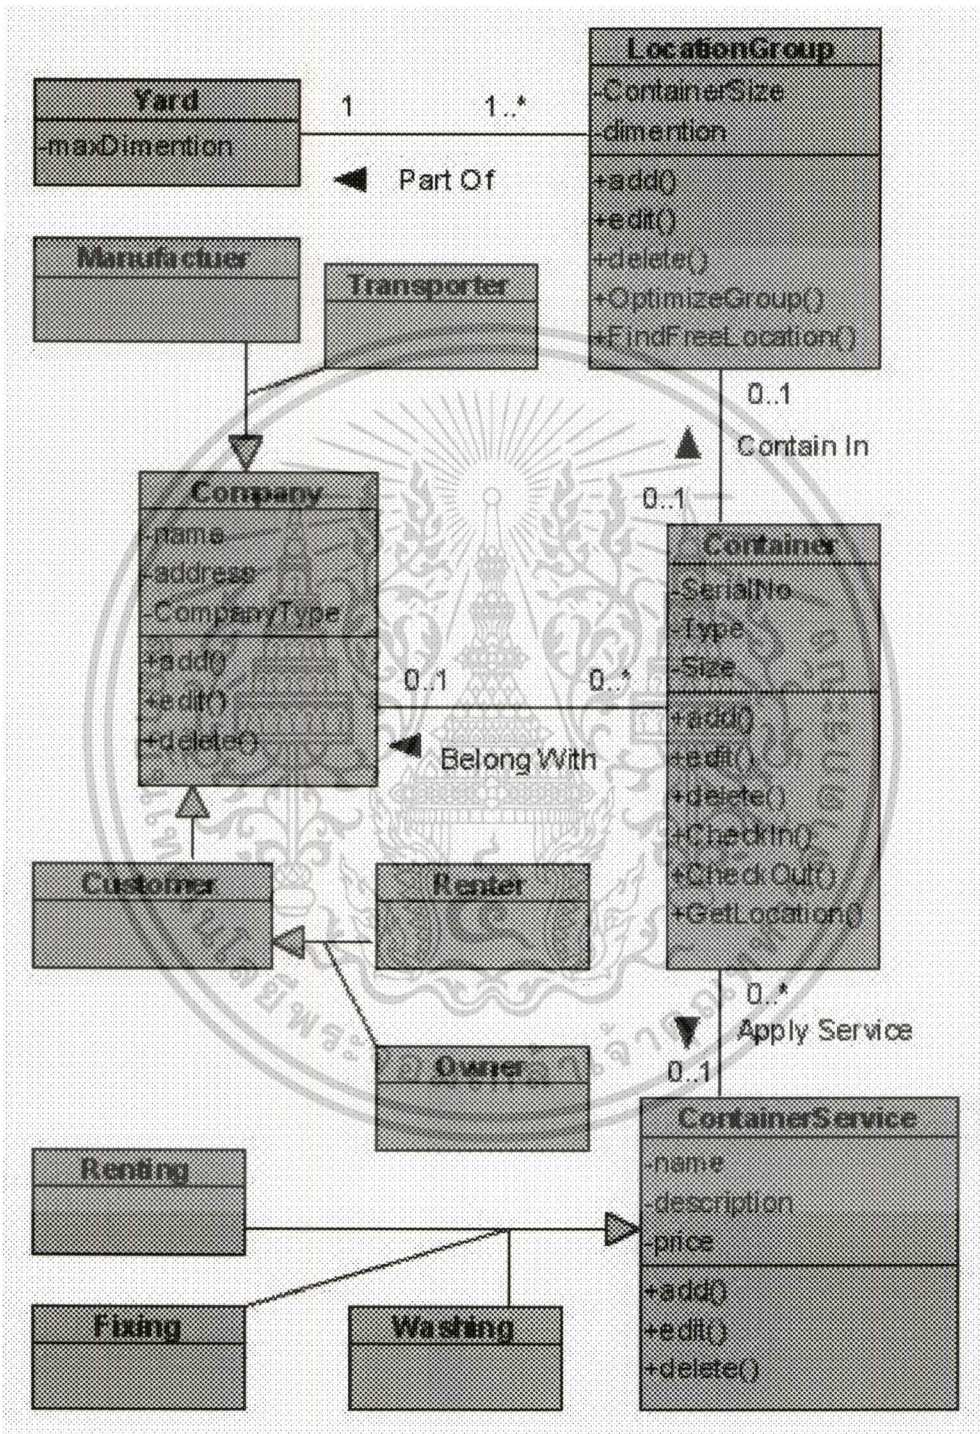 Yard
-maxDimention
1
1..*
Part Of
LocationGroup
-ContainerSize
-dimention
+add()
+edit()
+delete()
+OptimizeGroup()
+FindFreeLocation()
Manufactuer
Transporter
0..1
Contain In
0..1
Company
-name
-address
-CompanyType
+add()
+edit()
+delete()
0..1
0..*
Belong With
Container
-SerialNo
-Type
-Size
+add()
+edit()
+delete()
+CheckIn()
+CheckOut()
+GetLocation()
Customer
Renter
Owner
0..*
Apply Service
0..1
ContainerService
-name
-description
-price
+add()
+edit()
+delete()
Renting
Fixing
Washing